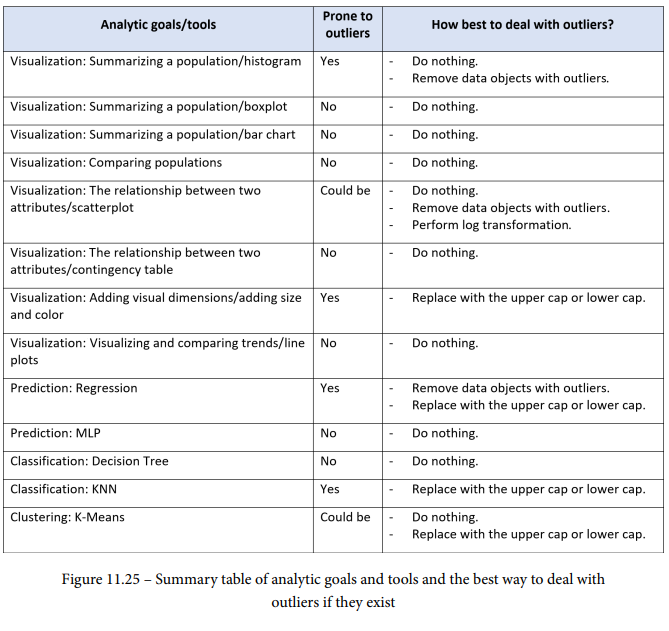 Analytic goals/tools
Prone to
outliers
How best to deal with outliers?
Visualization: Summarizing a population/histogram
Yes
- Do nothing.
- Remove data objects with outliers.
Visualization: Summarizing a population/boxplot
No
- Do nothing.
Visualization: Summarizing a population/bar chart
No
- Do nothing.
Visualization: Comparing populations
No
- Do nothing.
Visualization: The relationship between two
attributes/scatterplot
Could be
- Do nothing.
- Remove data objects with outliers.
- Perform log transformation.
Visualization: The relationship between two
attributes/contingency table
No
- Do nothing.
Visualization: Adding visual dimensions/adding size
and color
Yes
- Replace with the upper cap or lower cap.
Visualization: Visualizing and comparing trends/line
plots
No
- Do nothing.
Prediction: Regression
Yes
- Remove data objects with outliers.
- Replace with the upper cap or lower cap.
Prediction: MLP
No
- Do nothing.
Classification: Decision Tree
No
- Do nothing.
Classification: KNN
Yes
- Replace with the upper cap or lower cap.
Clustering: K-Means
Could be
- Do nothing.
- Replace with the upper cap or lower cap.
Figure 11.25 – Summary table of analytic goals and tools and the best way to deal with
outliers if they exist